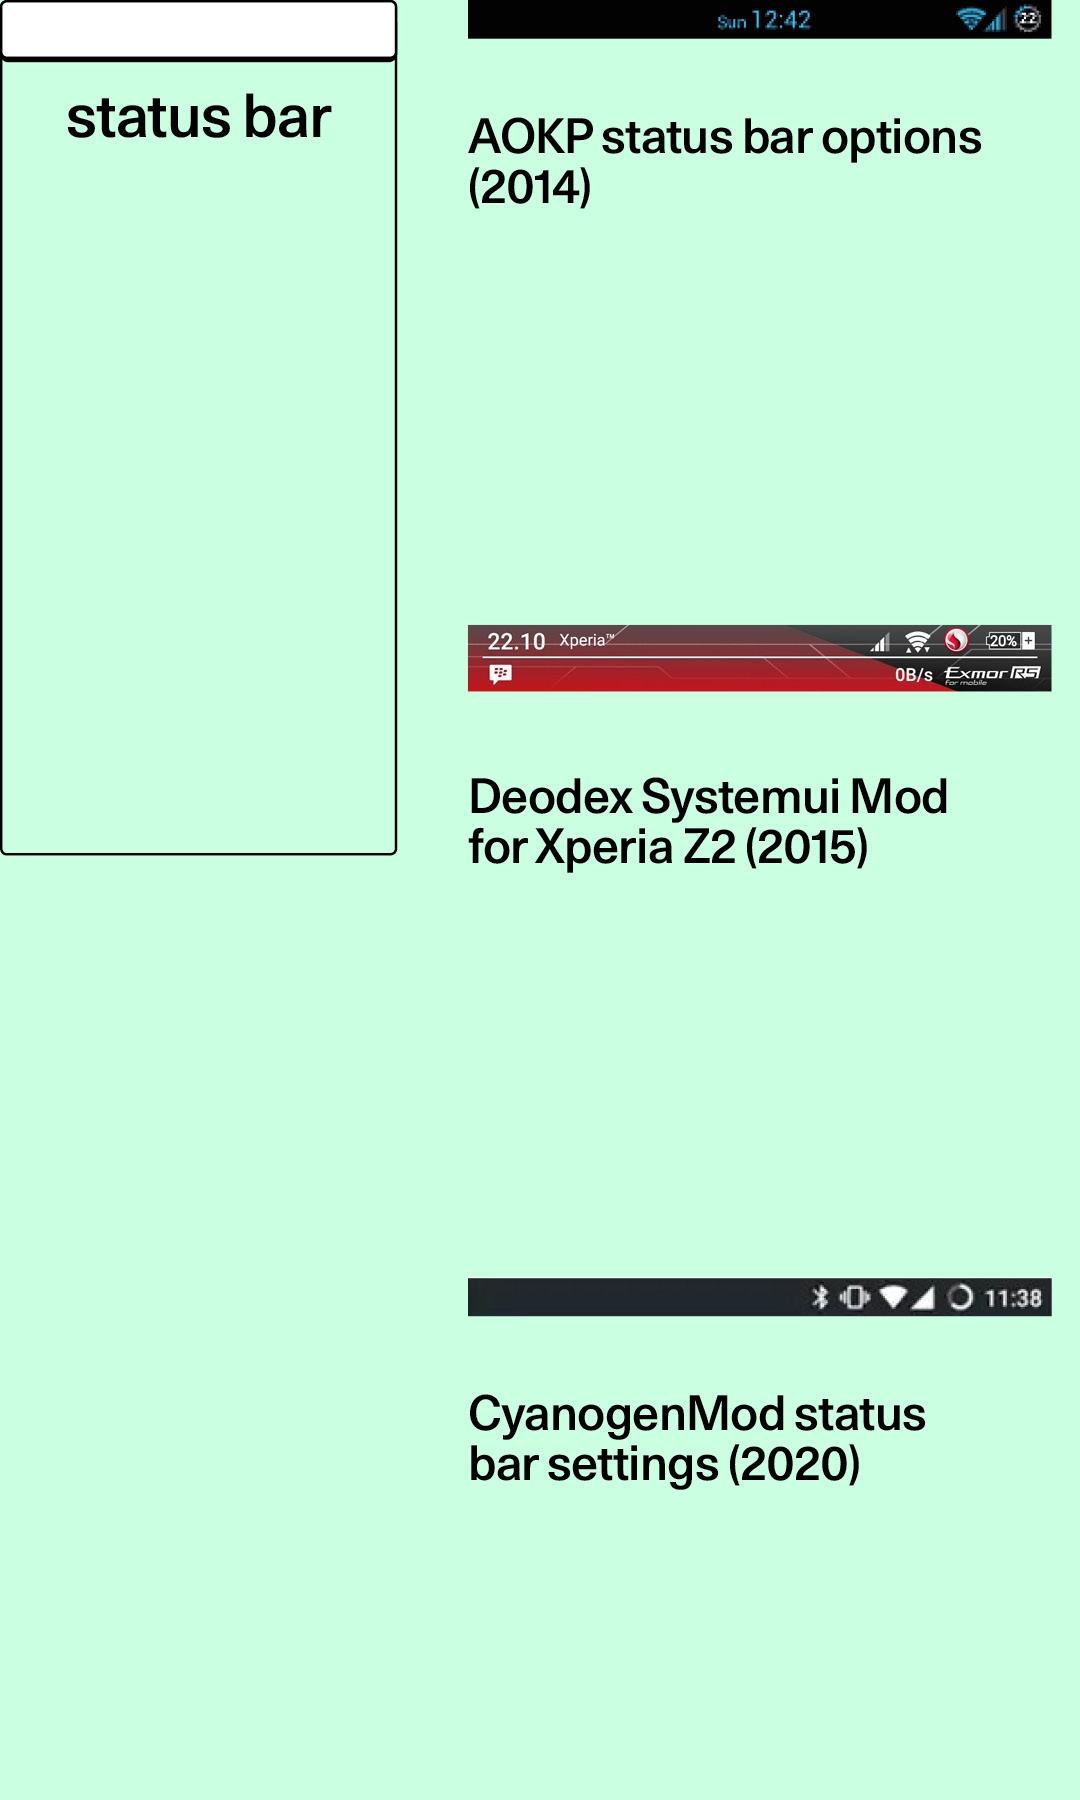 status bar
Sun 12:42
22
AOKP status bar options
(2014)
22.10 Xperia™
20%
0B/s Exmor RS
for mobile
Deodex Systemui Mod
for Xperia Z2 (2015)
11:38
CyanogenMod status
bar settings (2020)